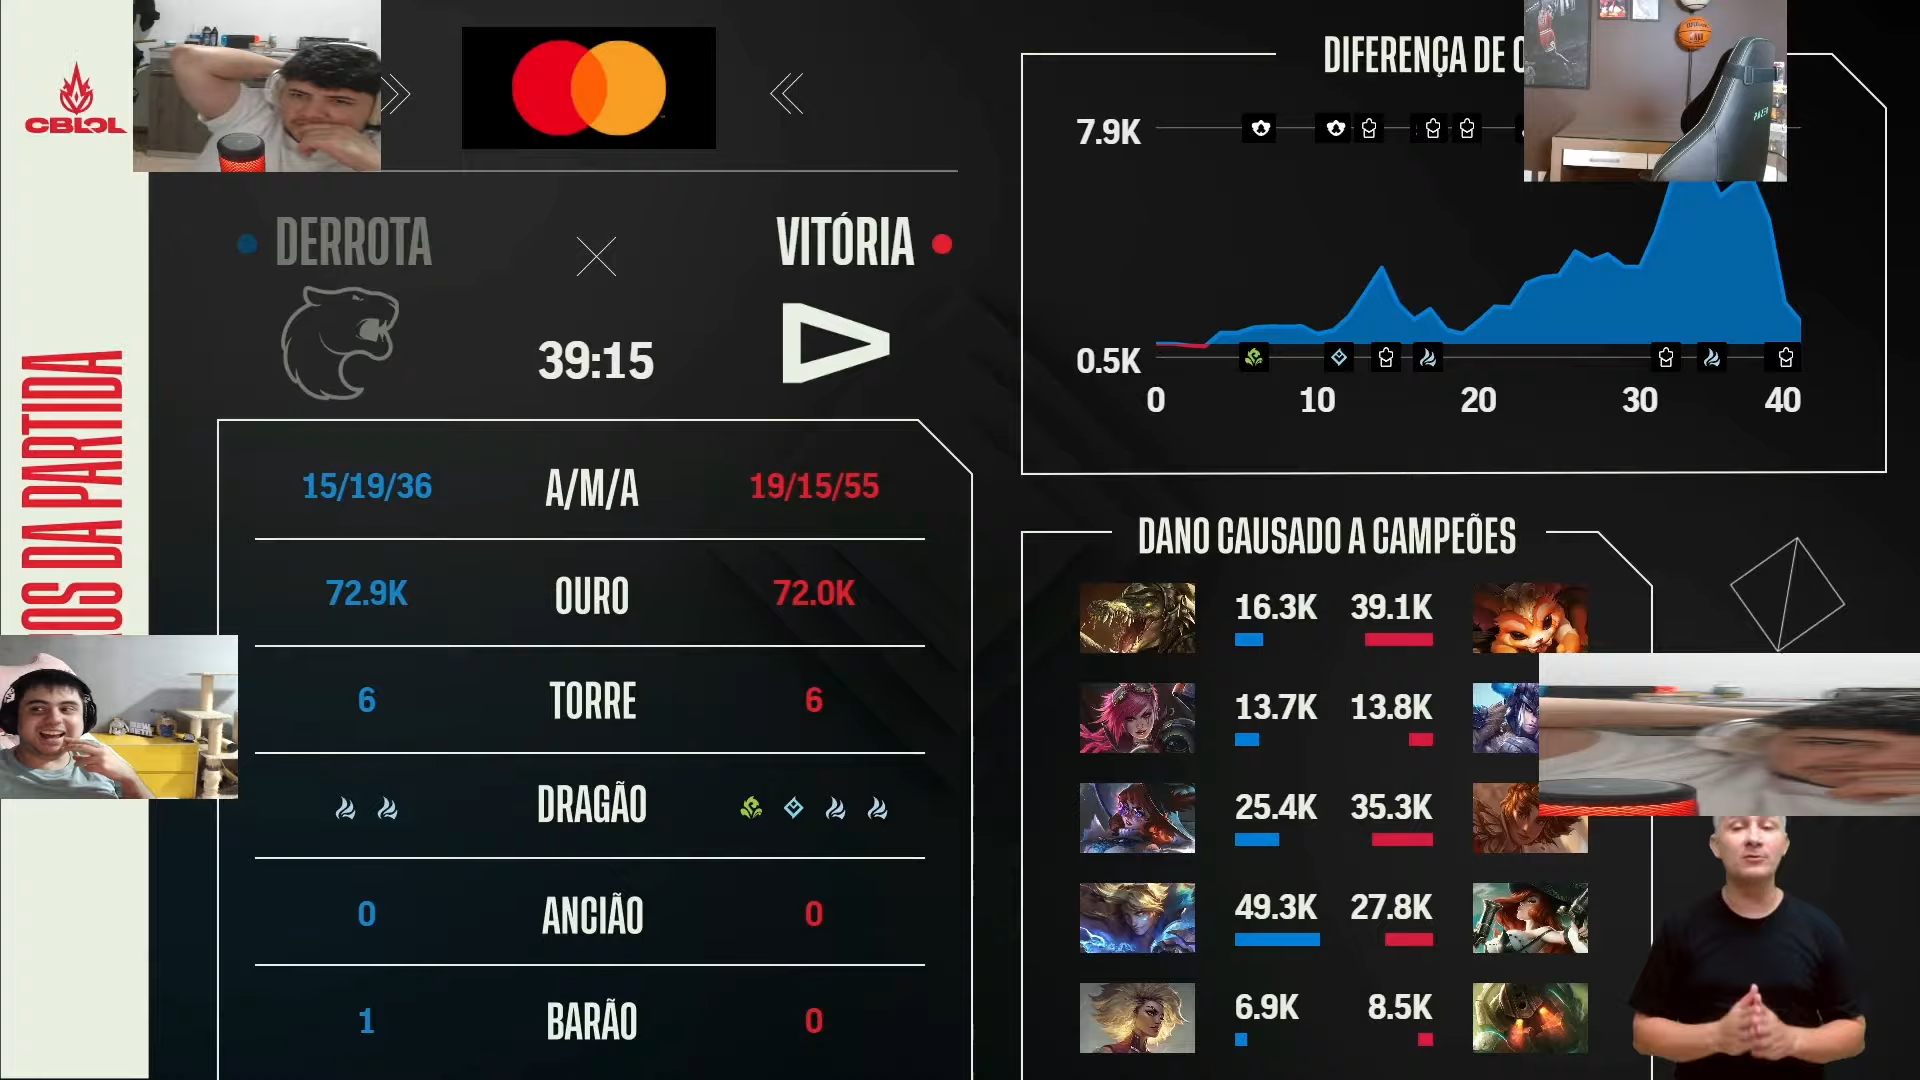 CBLOL
DERROTA
VITÓRIA
39:15
15/19/36 A/M/A 19/15/55
72.9K OURO 72.0K
6 TORRE 6
DRAGÃO
0 ANCIÃO 0
1 BARÃO 0
DA PARTIDA
DIFERENÇA DE
7.9K
0.5K
0 10 20 30 40
DANO CAUSADO A CAMPEÕES
16.3K 39.1K
13.7K 13.8K
25.4K 35.3K
49.3K 27.8K
6.9K 8.5K